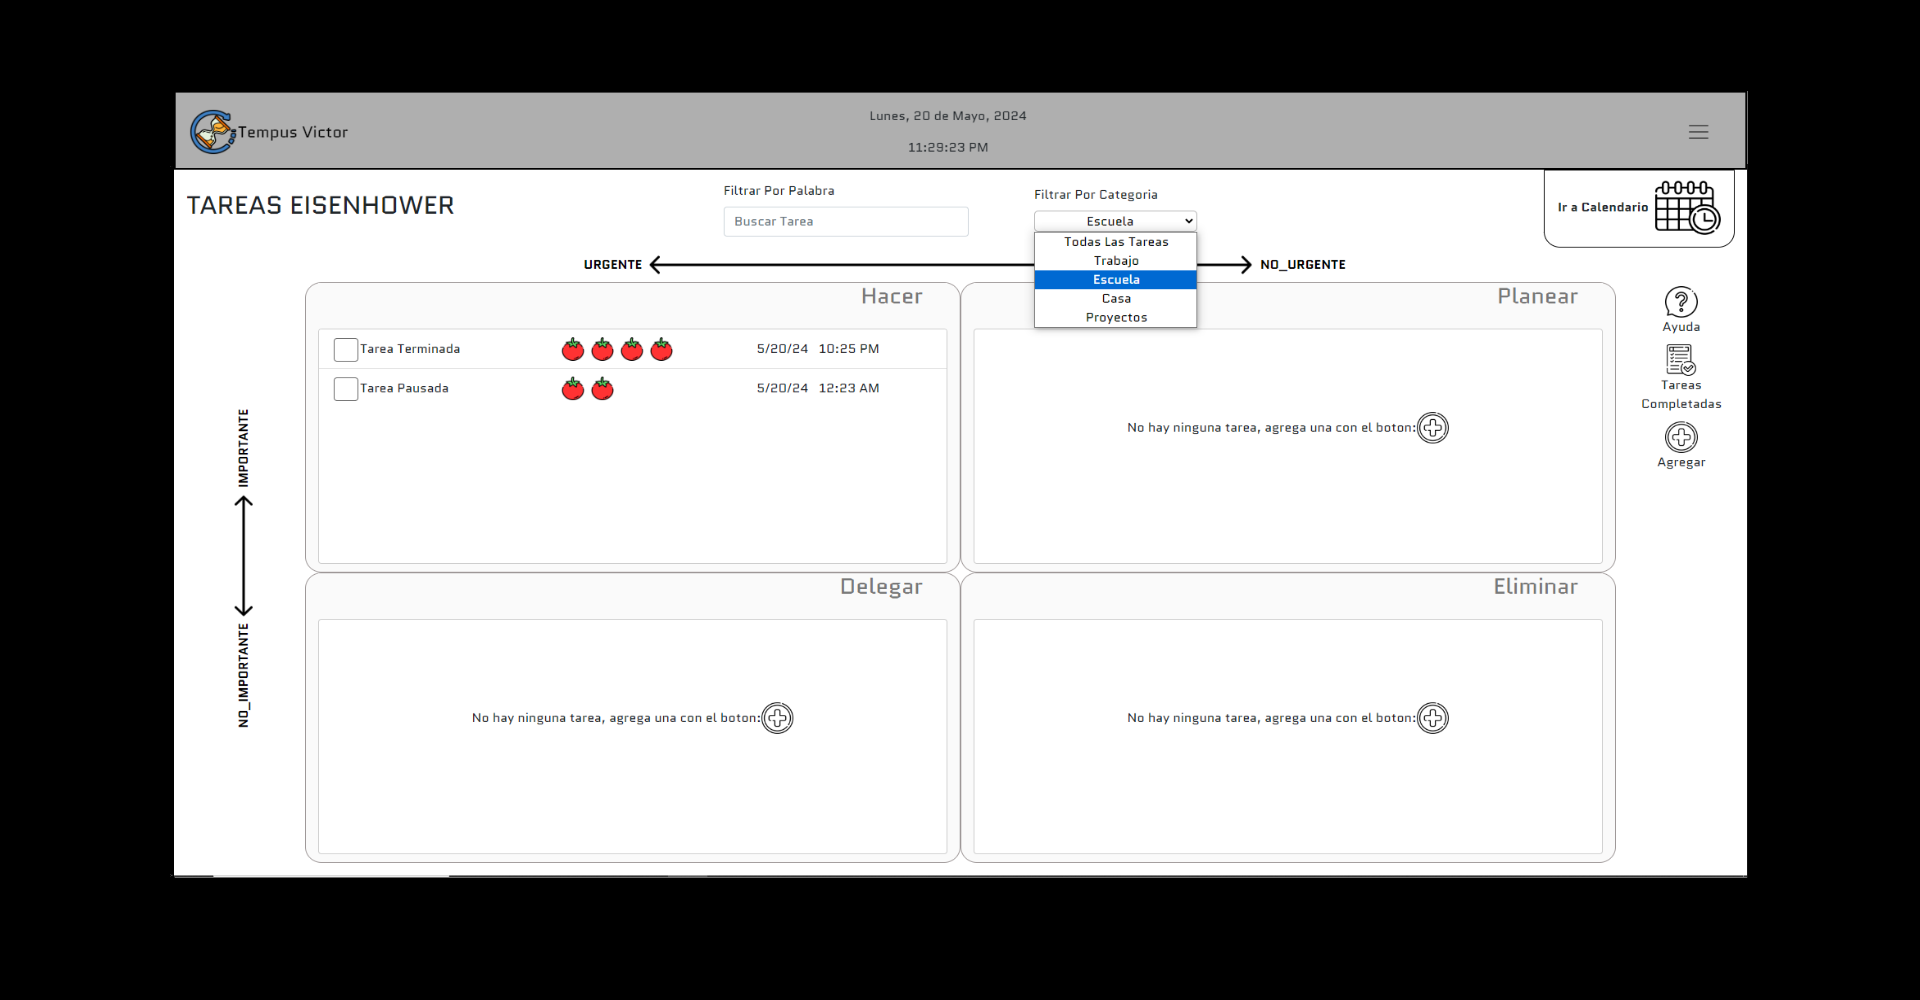 Tempus Victor
Lunes, 20 de Mayo, 2024
11:29:23 PM
TAREAS EISENHOWER
Filtrar Por Palabra
Buscar Tarea
Filtrar Por Categoria
Escuela
Todas Las Tareas
Trabajo
Escuela
Casa
Proyectos
Ir a Calendario
URGENTE
NO_URGENTE
IMPORTANTE
NO_IMPORTANTE
Hacer
Tarea Terminada 5/20/24 10:25 PM
Tarea Pausada 5/20/24 12:23 AM
Planear
No hay ninguna tarea, agrega una con el boton:
Delegar
No hay ninguna tarea, agrega una con el boton:
Eliminar
No hay ninguna tarea, agrega una con el boton:
Ayuda
Tareas
Completadas
Agregar